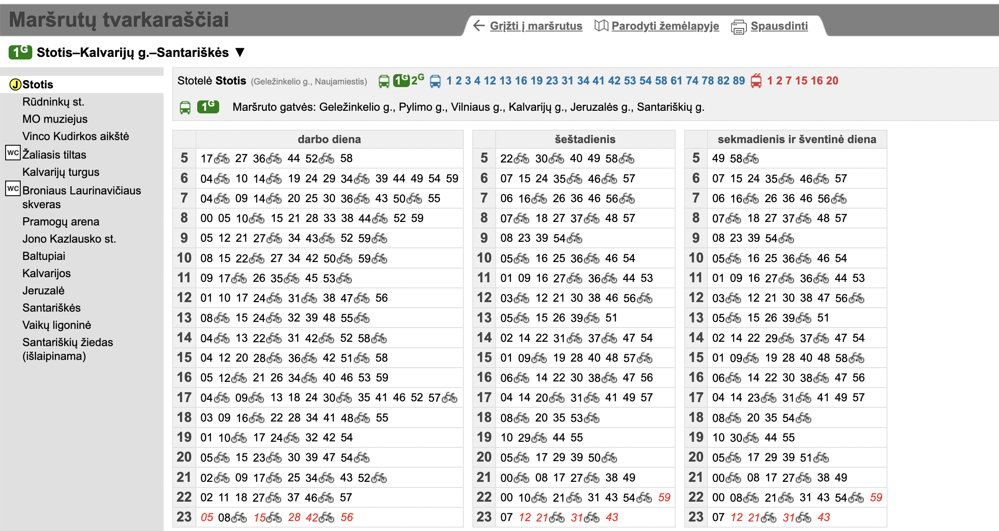 Maršrutų tvarkaraščiai
Grįžti į maršrutus Parodyti žemėlapyje Spausdinti
1G Stotis–Kalvarijų g.–Santariškės ▼
J Stotis
Rūdninkų st.
MO muziejus
Vinco Kudirkos aikštė
WC Žaliasis tiltas
Kalvarijų turgus
WC Broniaus Laurinavičiaus
skveras
Pramogų arena
Jono Kazlausko st.
Baltupiai
Kalvarijos
Jeruzalė
Santariškės
Vaikų ligoninė
Santariškių žiedas
(išlaipinama)
Stotelė Stotis (Geležinkelio g., Naujamiestis) 1G 2G 1 2 3 4 12 13 16 19 23 31 34 41 42 53 54 58 61 74 78 82 89 1 2 7 15 16 20
1G Maršruto gatvės: Geležinkelio g., Pylimo g., Vilniaus g., Kalvarijų g., Jeruzalės g., Santariškių g.
darbo diena
5 17 27 36 44 52 58
6 04 10 14 19 24 29 34 39 44 49 54 59
7 04 09 14 20 25 30 36 43 50 55
8 00 05 10 15 21 28 33 38 44 52 59
9 05 12 21 27 34 43 52 59
10 08 15 22 27 34 42 50 59
11 09 17 26 35 45 53
12 01 10 17 24 31 38 47 56
13 08 15 24 32 39 48 55
14 04 13 22 31 42 52 58
15 04 12 20 28 36 42 51 58
16 05 12 21 26 34 40 46 53 59
17 04 09 13 18 24 30 35 41 46 52 57
18 03 09 16 22 28 34 41 48 55
19 01 10 17 24 32 42 54
20 05 15 23 30 39 47 54
21 02 09 17 25 34 43 52
22 02 11 18 27 37 46 57
23 05 08 15 28 42 56
šeštadienis
5 22 30 40 49 58
6 07 15 24 35 46 57
7 06 16 26 36 46 56
8 07 18 27 37 48 57
9 08 23 39 54
10 05 16 25 36 46 54
11 01 09 16 27 36 44 53
12 03 12 21 30 38 46 56
13 05 15 26 39 51
14 02 14 22 31 37 47 54
15 01 09 19 28 40 48 57
16 06 14 22 30 38 47 56
17 04 14 20 31 41 49 57
18 08 20 35 53
19 10 29 44 55
20 05 17 29 39 50
21 00 08 17 27 38 49
22 00 10 21 31 43 54 59
23 07 12 21 31 43
sekmadienis ir šventinė diena
5 49 58
6 07 15 24 35 46 57
7 06 16 26 36 46 56
8 07 18 27 37 48 57
9 08 23 39 54
10 05 16 25 36 46 54
11 01 09 16 27 36 44 53
12 03 12 21 30 38 47 56
13 05 15 26 39 51
14 02 14 22 29 37 47 54
15 01 09 19 28 40 48 58
16 06 14 22 30 38 47 56
17 04 14 23 31 41 49 57
18 08 20 35 54
19 10 30 44 55
20 05 17 29 39 51
21 00 08 17 27 38 49
22 00 08 21 31 43 54 59
23 07 12 21 31 43